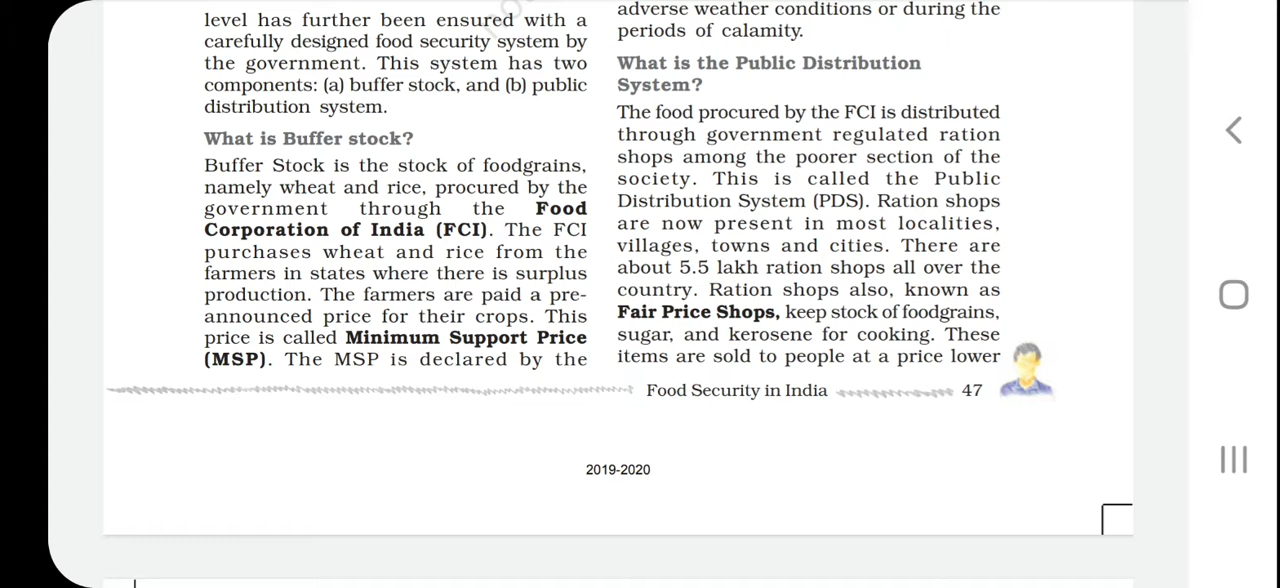 level has further been ensured with a
carefully designed food security system by
the government. This system has two
components: (a) buffer stock, and (b) public
distribution system.
What is Buffer stock?
Buffer Stock is the stock of foodgrains,
namely wheat and rice, procured by the
government through the Food
Corporation of India (FCI). The FCI
purchases wheat and rice from the
farmers in states where there is surplus
production. The farmers are paid a pre-
announced price for their crops. This
price is called Minimum Support Price
(MSP). The MSP is declared by the
adverse weather conditions or during the
periods of calamity.
What is the Public Distribution
System?
The food procured by the FCI is distributed
through government regulated ration
shops among the poorer section of the
society. This is called the Public
Distribution System (PDS). Ration shops
are now present in most localities,
villages, towns and cities. There are
about 5.5 lakh ration shops all over the
country. Ration shops also, known as
Fair Price Shops, keep stock of foodgrains,
sugar, and kerosene for cooking. These
items are sold to people at a price lower
Food Security in India 47
2019-2020